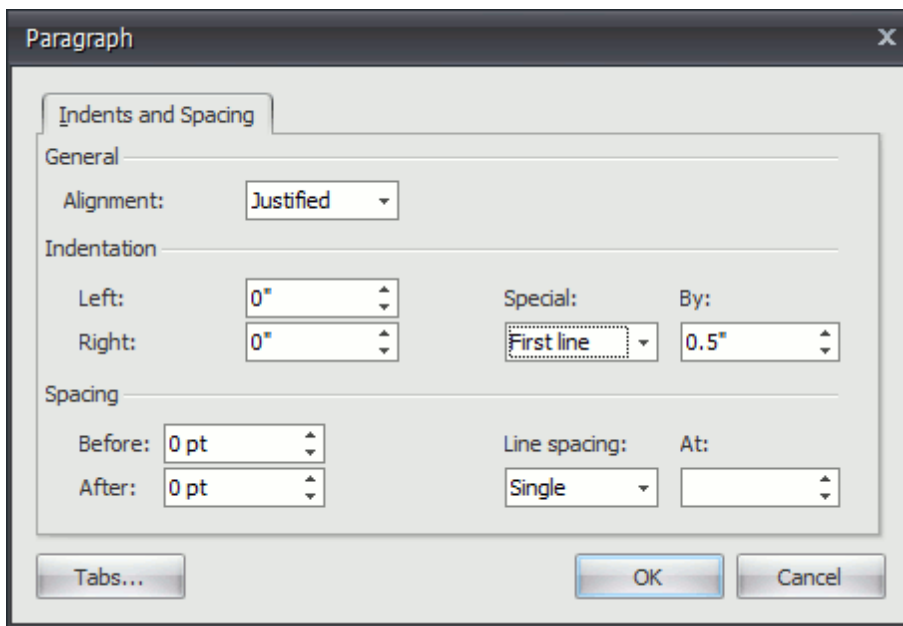 Paragraph
Indents and Spacing
General
Alignment: Justified
Indentation
Left: 0" Special: By:
Right: 0" First line 0.5"
Spacing
Before: 0 pt Line spacing: At:
After: 0 pt Single
Tabs... OK Cancel